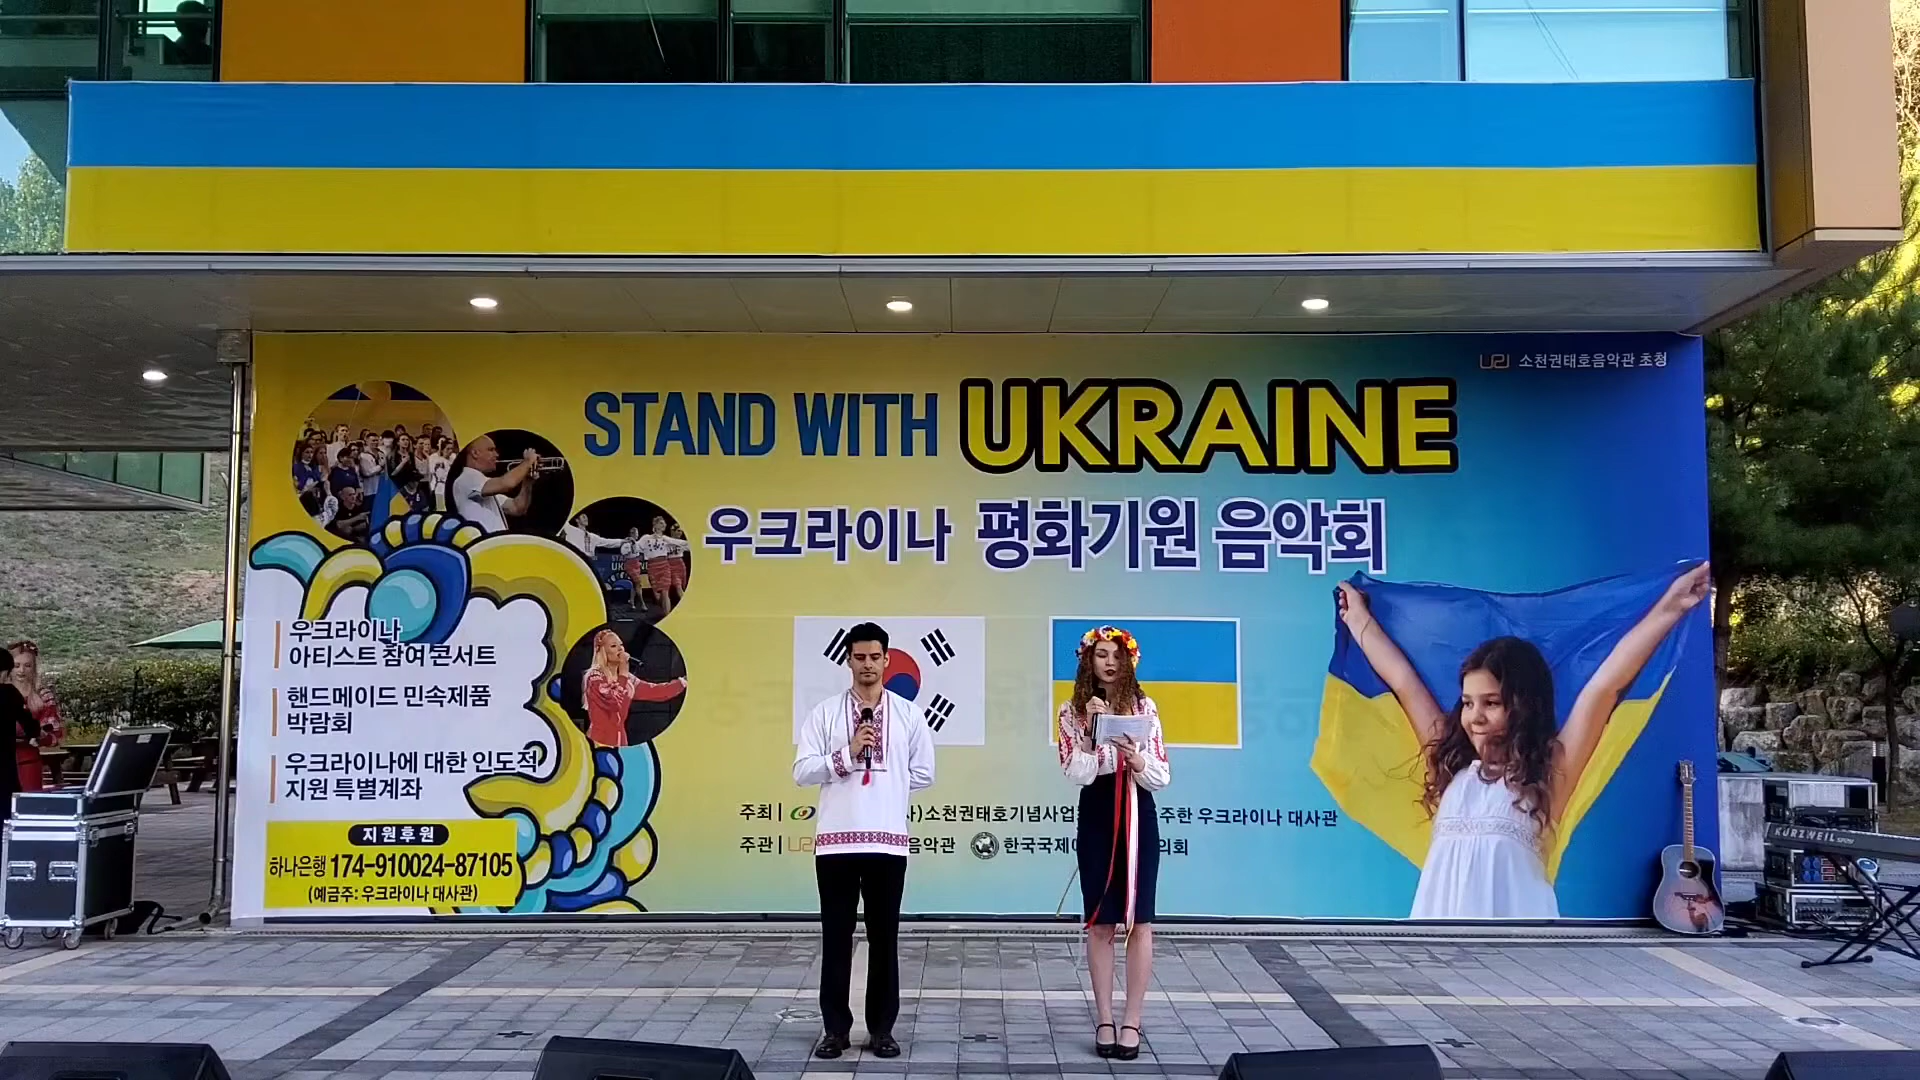 소천권태호음악관 초청
STAND WITH UKRAINE
우크라이나 평화기원 음악회
우크라이나
아티스트 참여 콘서트
핸드메이드 민속제품
박람회
우크라이나에 대한 인도적
지원 특별계좌
지원후원
하나은행 174-910024-87105
(예금주: 우크라이나 대사관)
주최 | 소천권태호기념사업 주한 우크라이나 대사관
주관 | 음악관 한국국제
STAND
UKRAINE
KURZWEIL